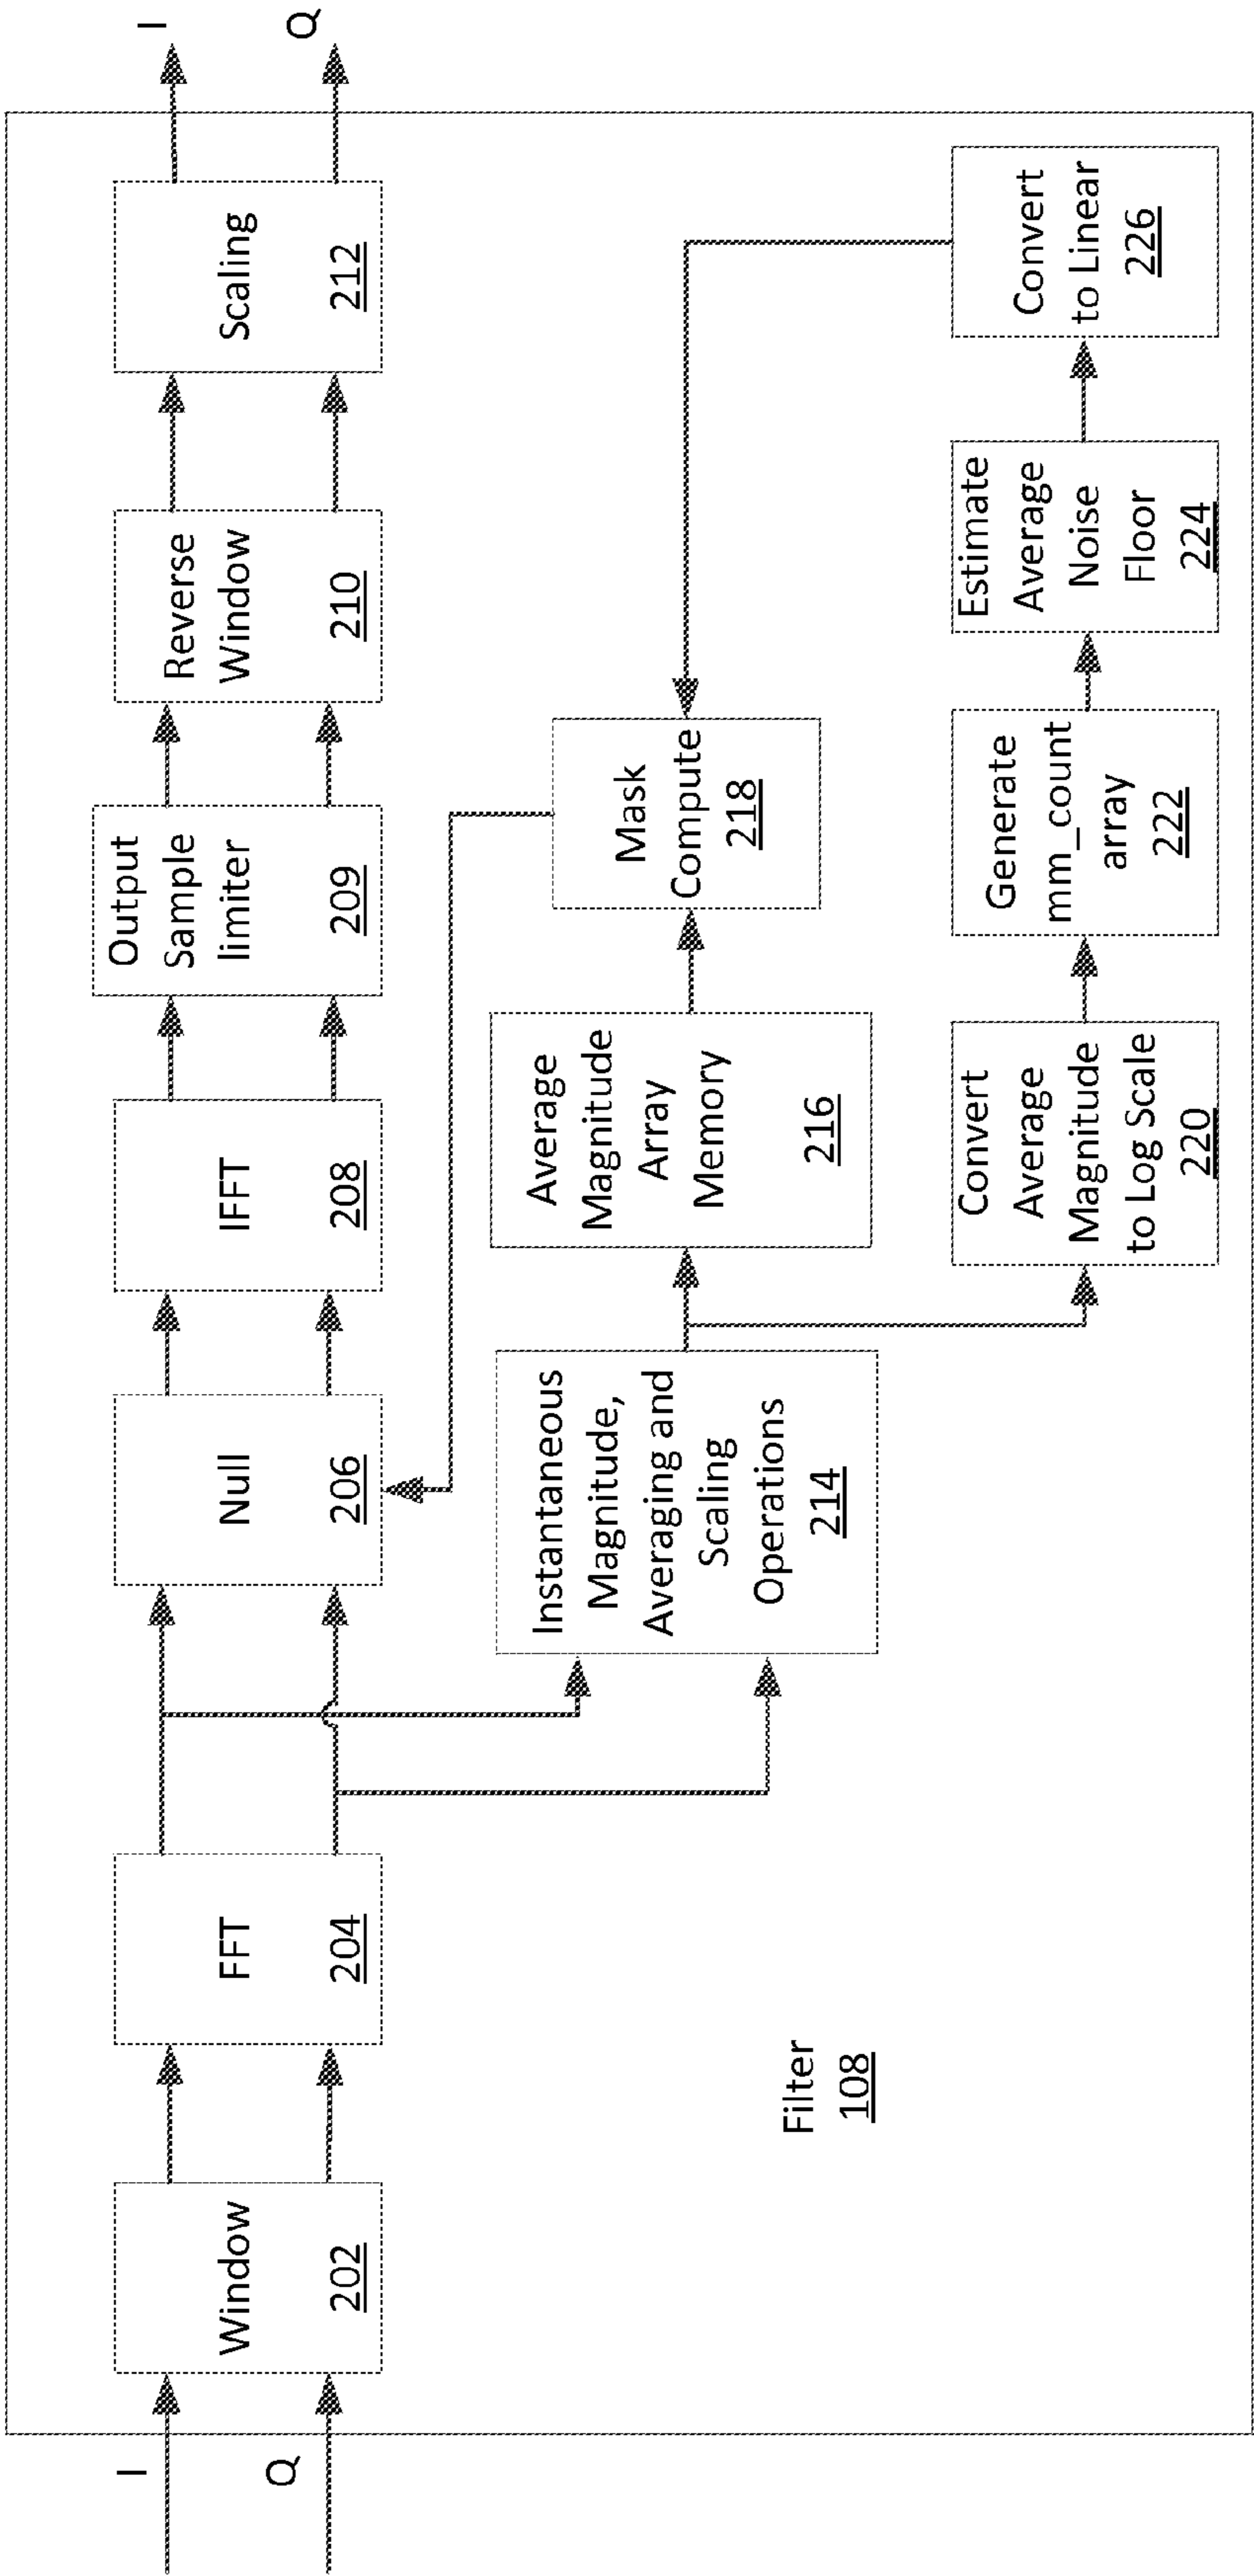 I
Q
Window
202
FFT
204
Null
206
IFFT
208
Output
Sample
limiter
209
Reverse
Window
210
Scaling
212
I
Q
Instantaneous
Magnitude,
Averaging and
Scaling
Operations
214
Average
Magnitude
Array
Memory
216
Mask
Compute
218
Convert
Average
Magnitude
to Log Scale
220
Generate
mm_count
array
222
Estimate
Average
Noise
Floor
224
Convert
to Linear
226
Filter
108